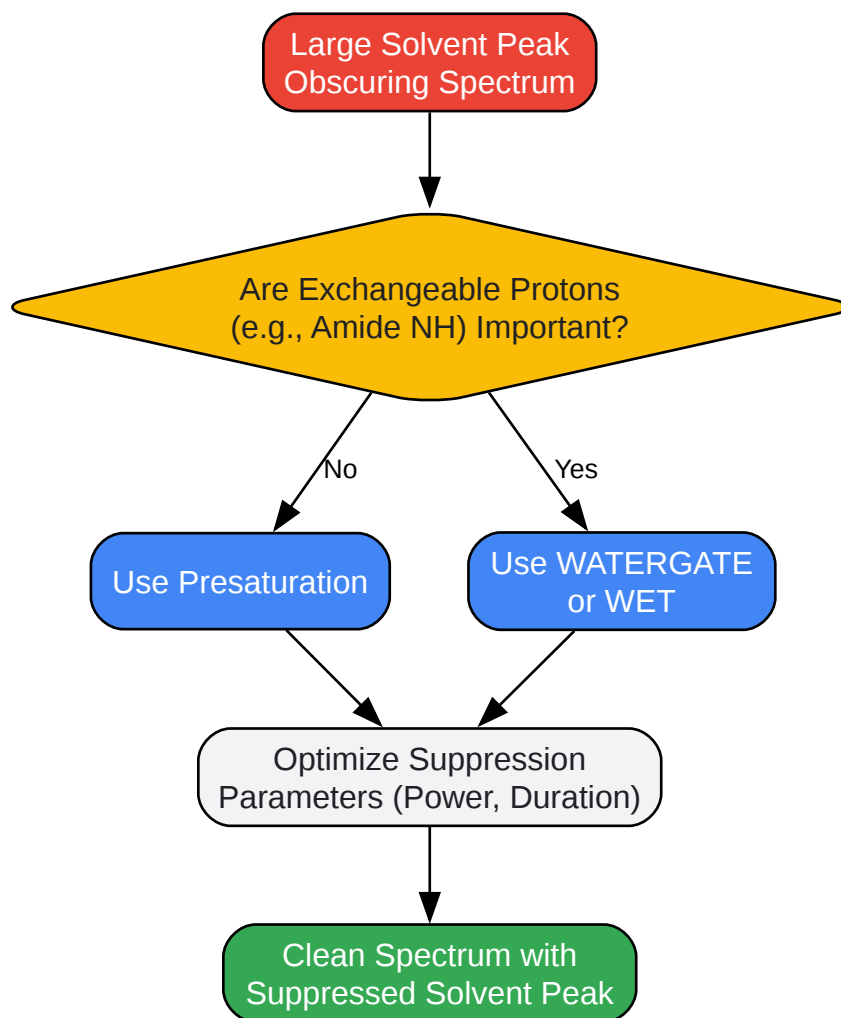 Large Solvent Peak
Obscuring Spectrum
Are Exchangeable Protons
(e.g., Amide NH) Important?
No
Yes
Use Presaturation
Use WATERGATE
or WET
Optimize Suppression
Parameters (Power, Duration)
Clean Spectrum with
Suppressed Solvent Peak